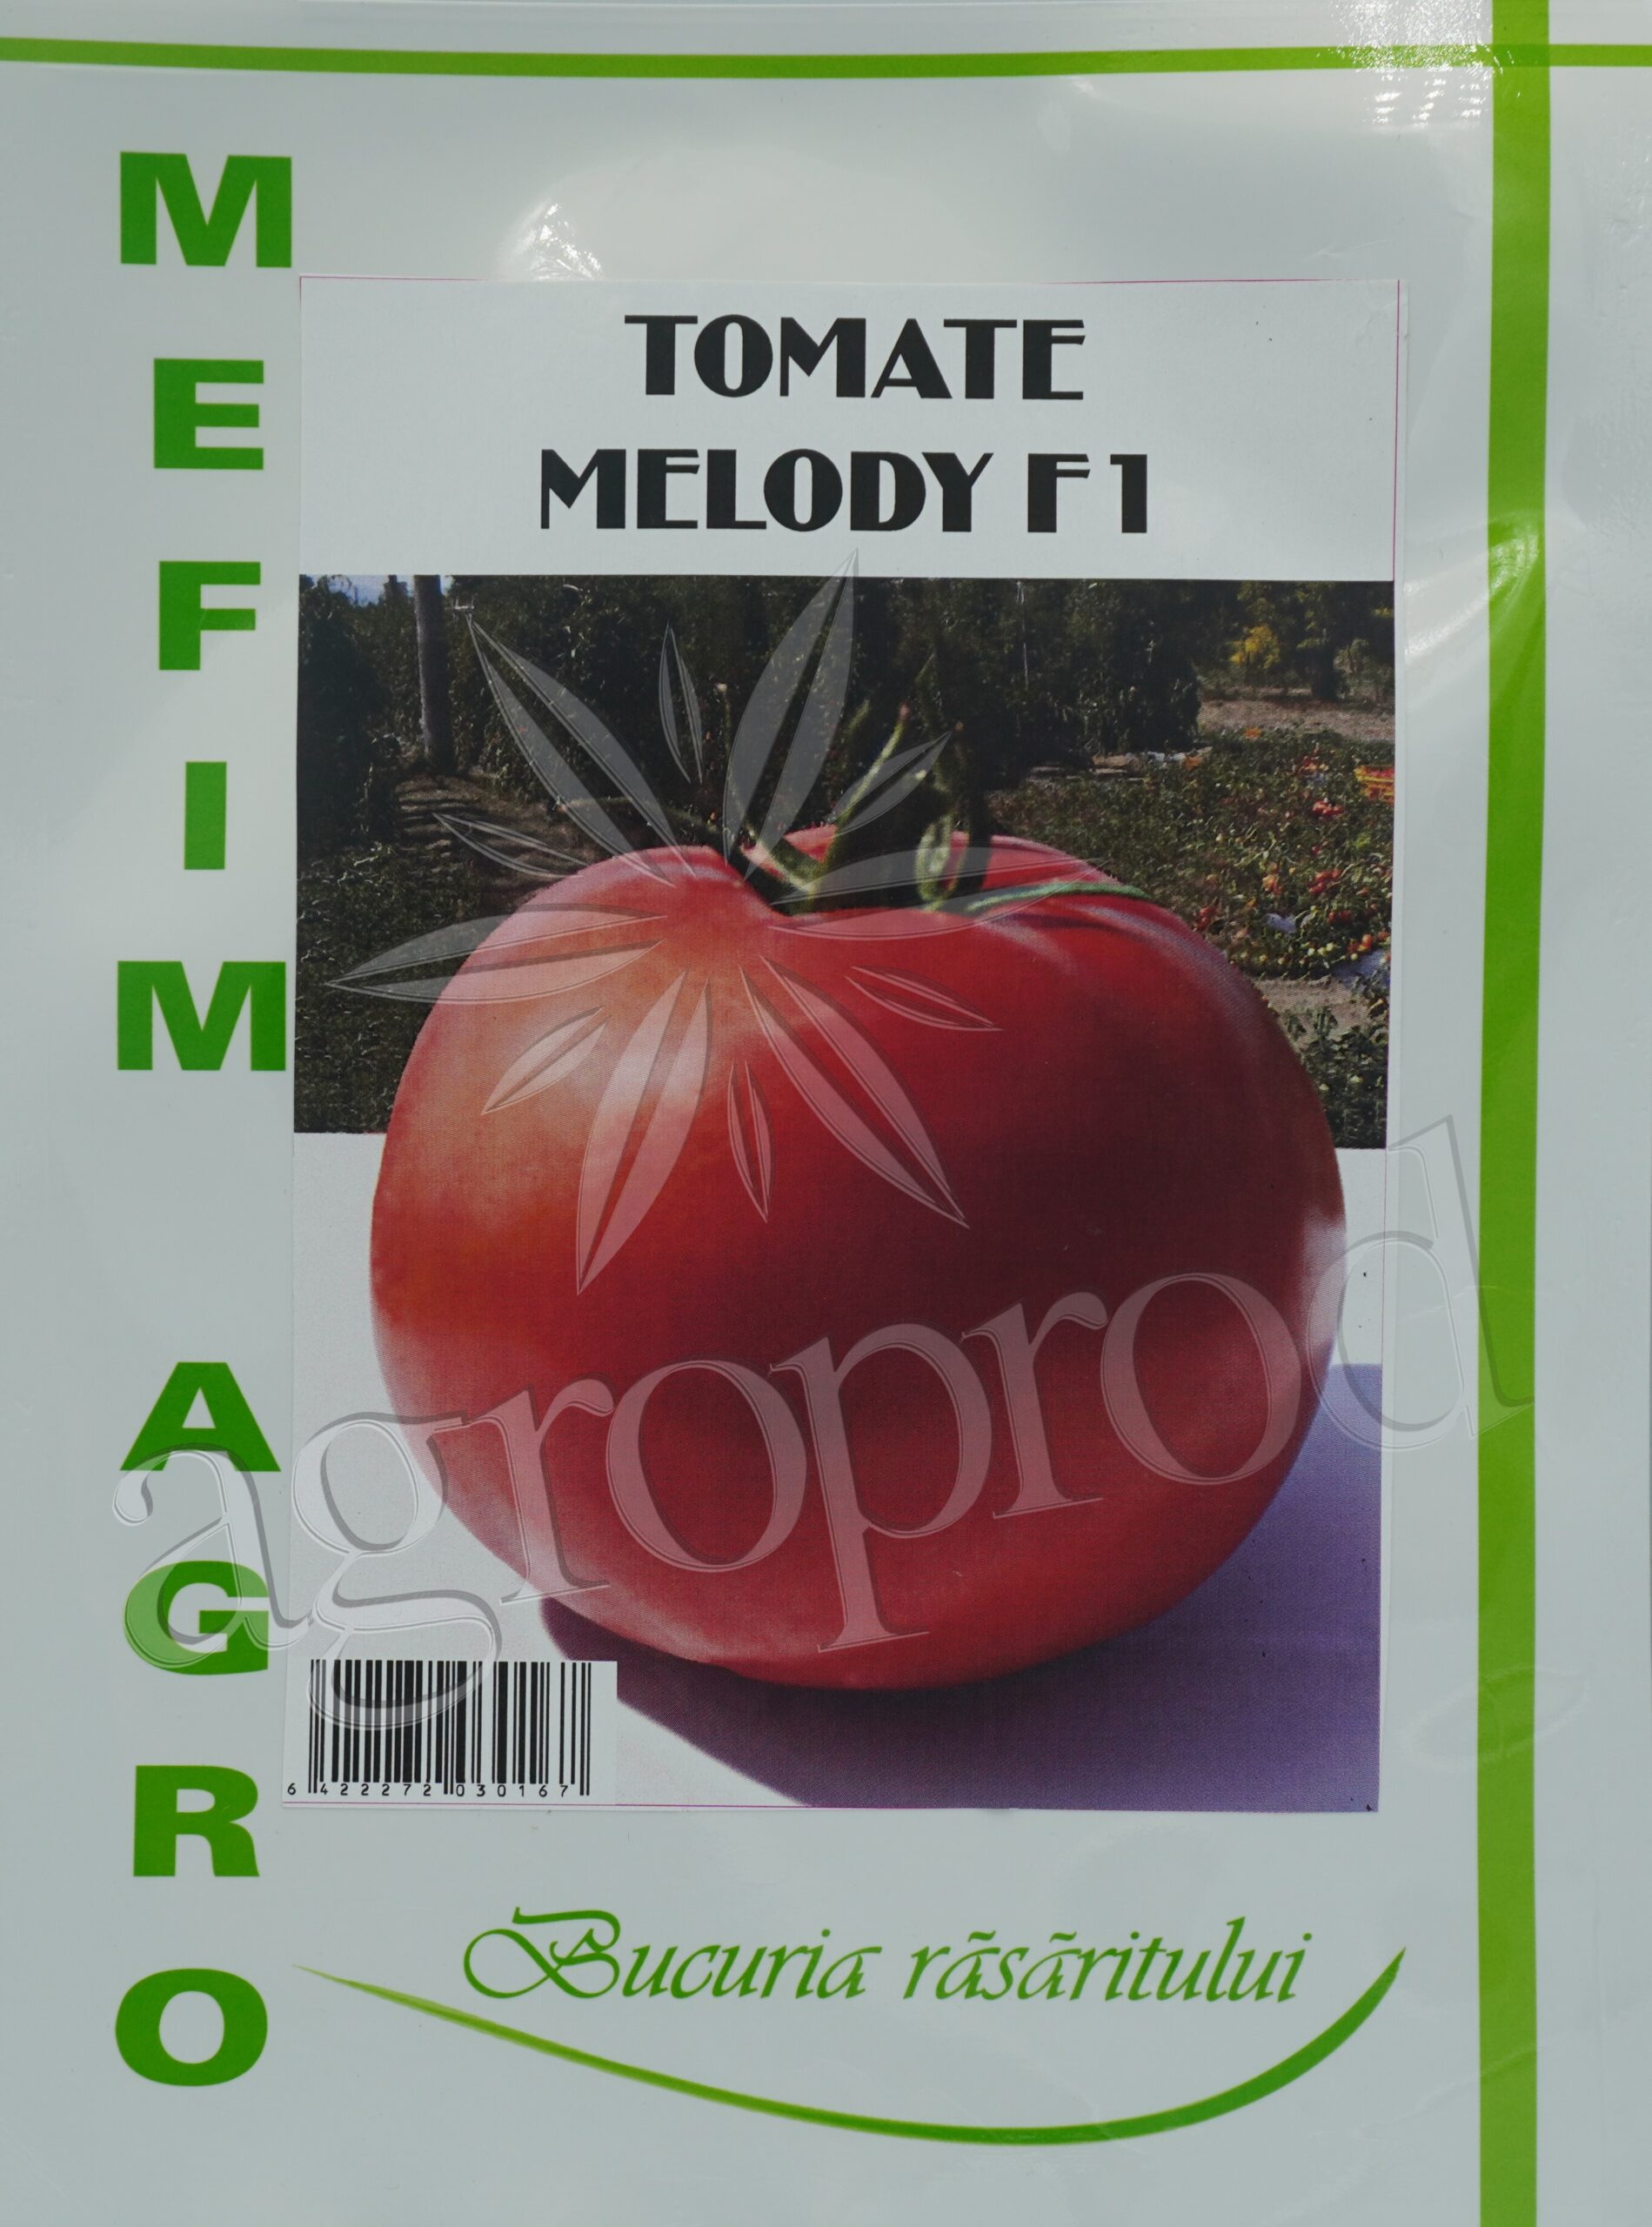 MEFIM AGRO
TOMATE
MELODY F1
agroprod
6 422272 030167
Bucuria răsăritului